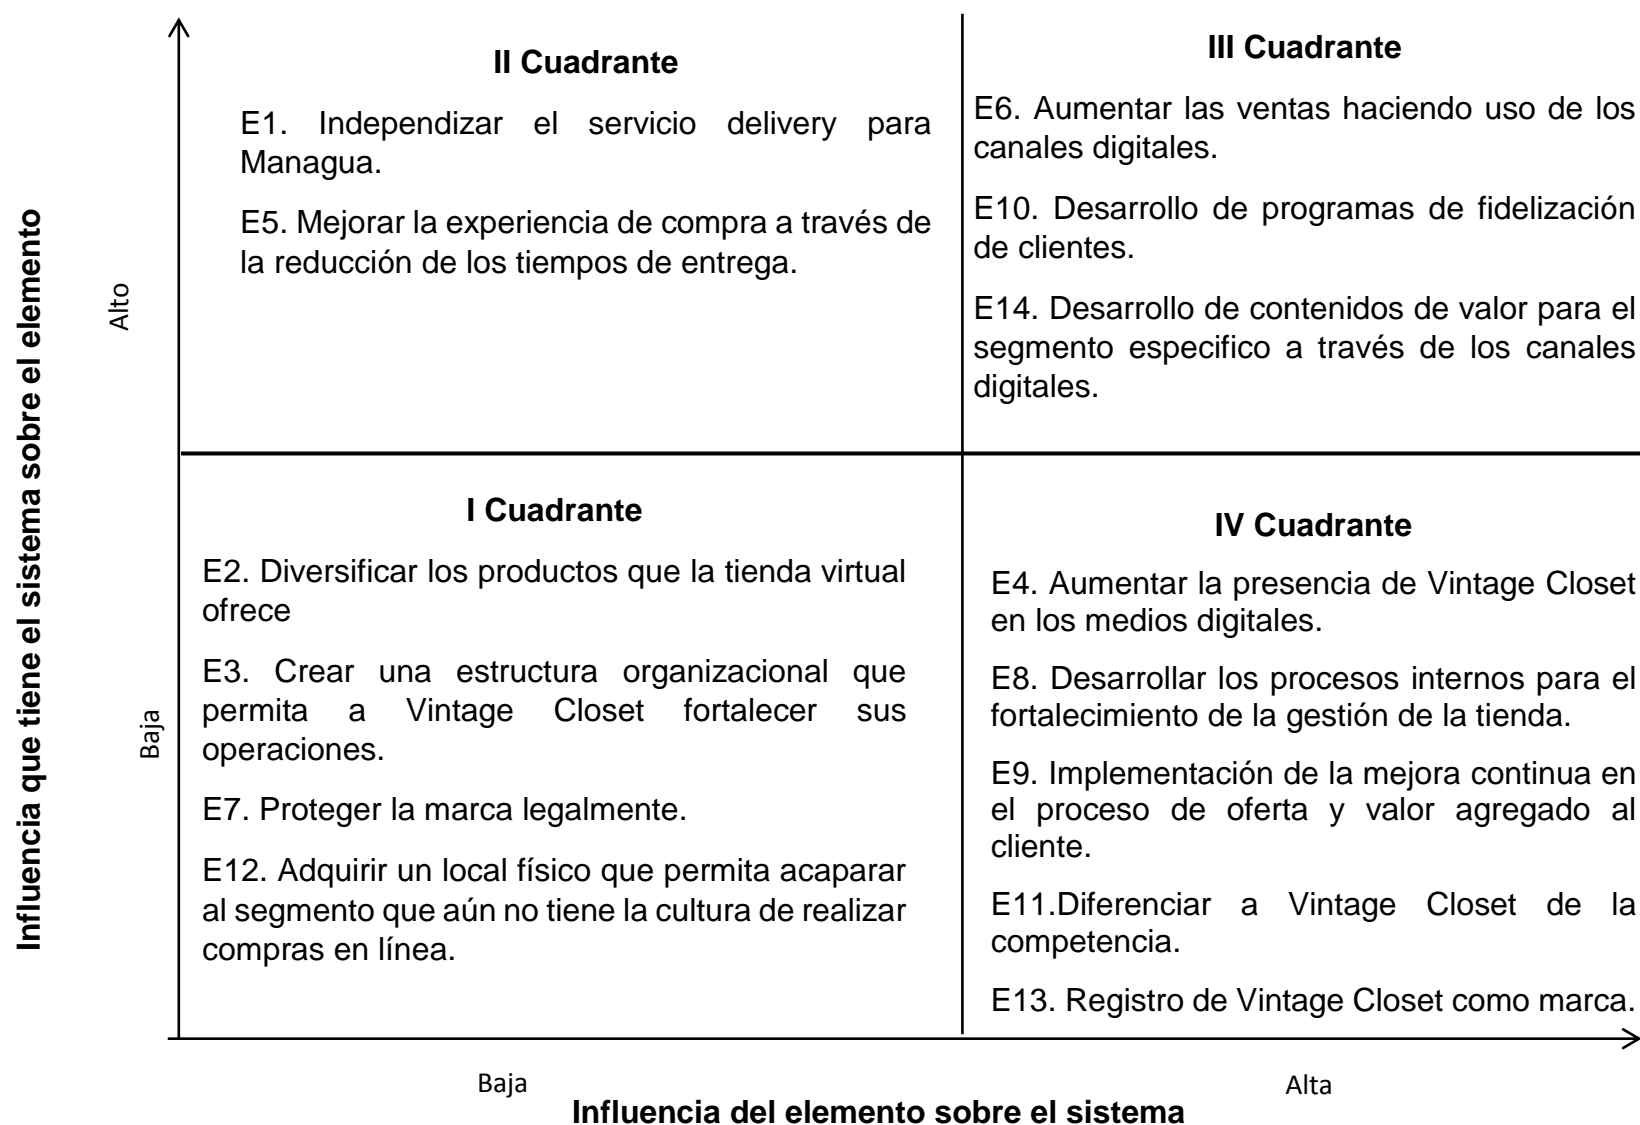 Influencia que tiene el sistema sobre el elemento
Alto
Baja
II Cuadrante
E1. Independizar el servicio delivery para
Managua.
E5. Mejorar la experiencia de compra a través de
la reducción de los tiempos de entrega.
III Cuadrante
E6. Aumentar las ventas haciendo uso de los
canales digitales.
E10. Desarrollo de programas de fidelización
de clientes.
E14. Desarrollo de contenidos de valor para el
segmento especifico a través de los canales
digitales.
I Cuadrante
E2. Diversificar los productos que la tienda virtual
ofrece
E3. Crear una estructura organizacional que
permita a Vintage Closet fortalecer sus
operaciones.
E7. Proteger la marca legalmente.
E12. Adquirir un local físico que permita acaparar
al segmento que aún no tiene la cultura de realizar
compras en línea.
IV Cuadrante
E4. Aumentar la presencia de Vintage Closet
en los medios digitales.
E8. Desarrollar los procesos internos para el
fortalecimiento de la gestión de la tienda.
E9. Implementación de la mejora continua en
el proceso de oferta y valor agregado al
cliente.
E11.Diferenciar a Vintage Closet de la
competencia.
E13. Registro de Vintage Closet como marca.
Baja
Alta
Influencia del elemento sobre el sistema